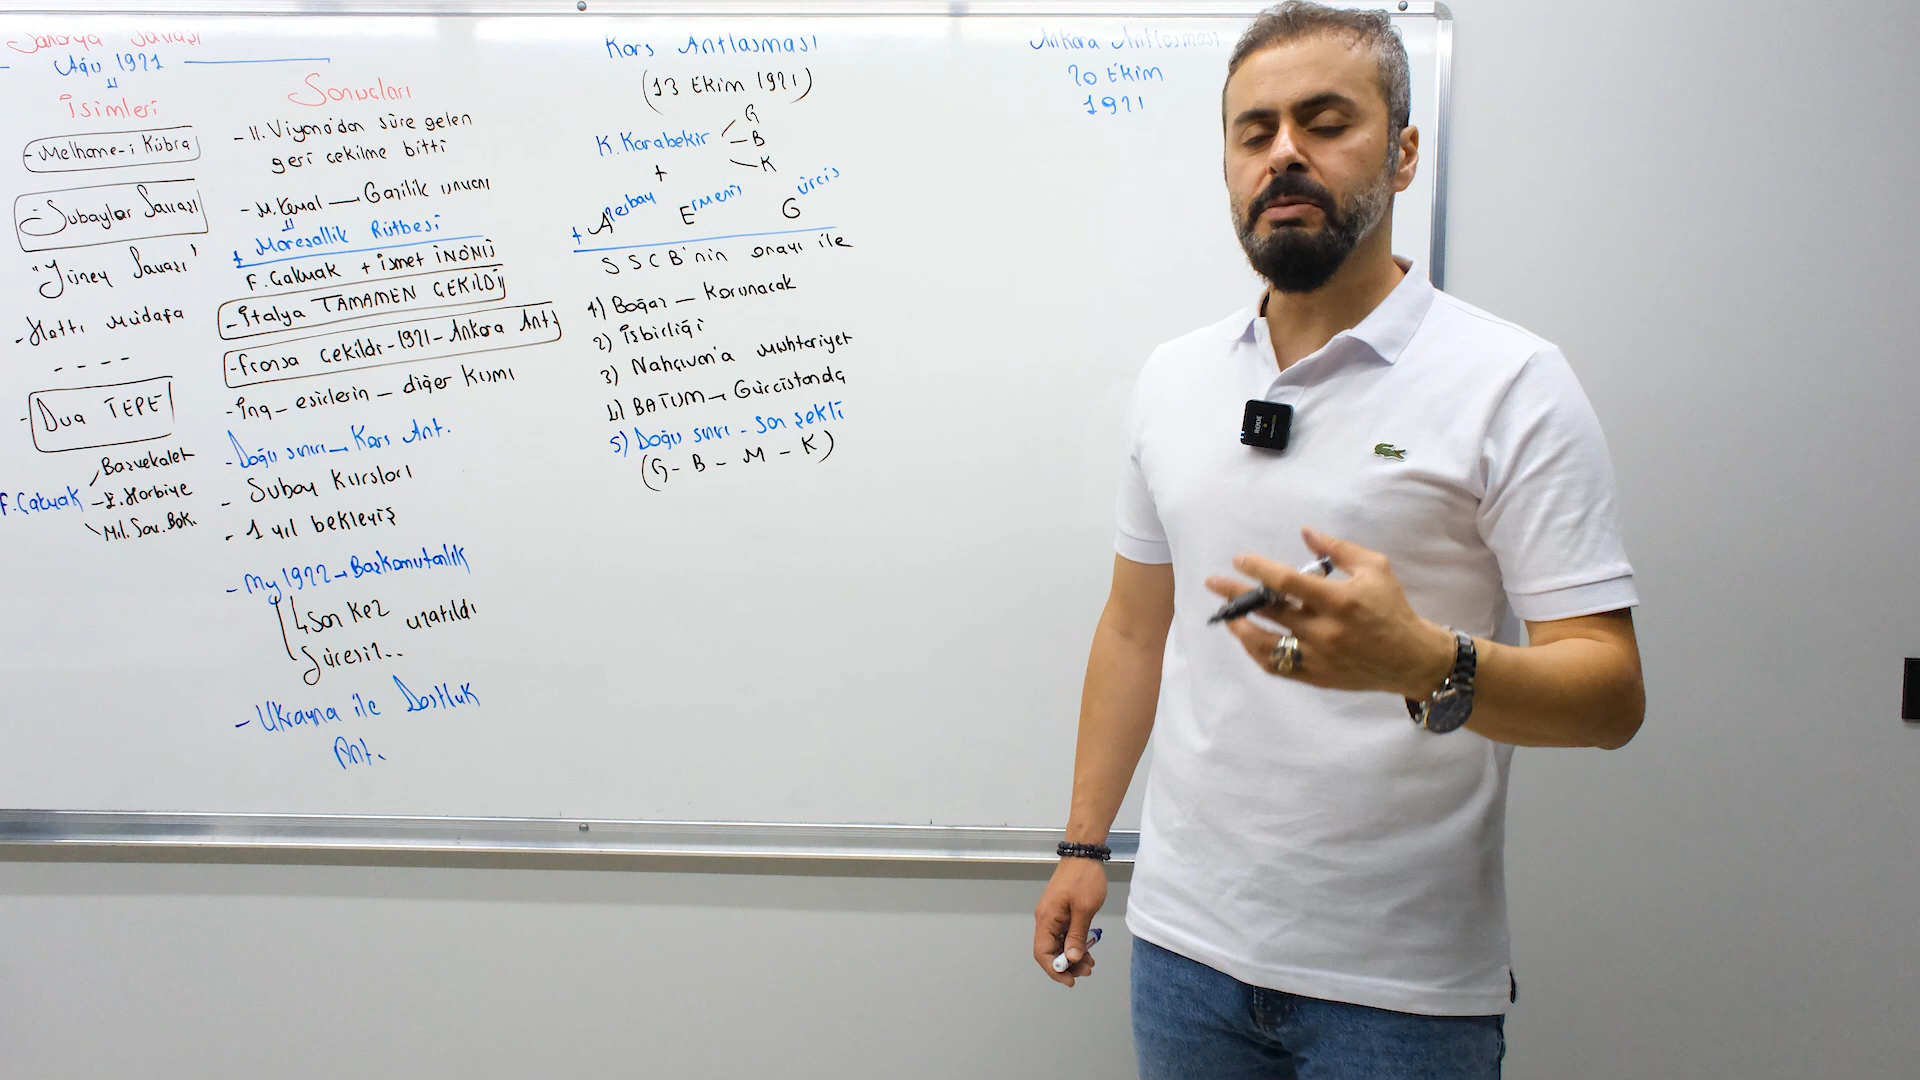 Sakarya Savaşı
Ağu 1921
İsimleri
- Melhame-i Kübra
- Subaylar Savaşı
"Yüzey Savaşı"
- Hattı Müdafa
- - - -
- Dua TEPE
F. Çakmak
Başvekalet
- E. Harbiye
Mil. Sav. Bak.
Sonuçları
- II. Viyana'dan süre gelen
geri çekilme bitti
- M. Kemal → Gazilik unvanı
+ Mareşallik Rütbesi
F. Çakmak + İsmet İNÖNÜ
- İtalya TAMAMEN ÇEKİLDİ
- Fransa çekildi - 1921 - Ankara Ant.
- İng - esirlerin - diğer kısmı
- Doğu sınırı → Kars Ant.
- Subay Kursları
- 1 yıl bekleyiş
- My 1922 → Başkomutanlık
Son kez uzatıldı
Süresiz..
- Ukrayna ile Dostluk
Ant.
Kars Antlaşması
(13 Ekim 1921)
K. Karabekir
G
- B
K
+
+ Azerbay Ermenis Gürcis
SSCB'nin onayı ile
1) Boğaz - Korunacak
2) İşbirliği
3) Nahçıvan'a Muhtariyet
4) BATUM → Gürcistanda
5) Doğu sınırı - son şekli
(G - B - M - K)
Ankara Antlaşması
20 Ekim
1921
RØDE